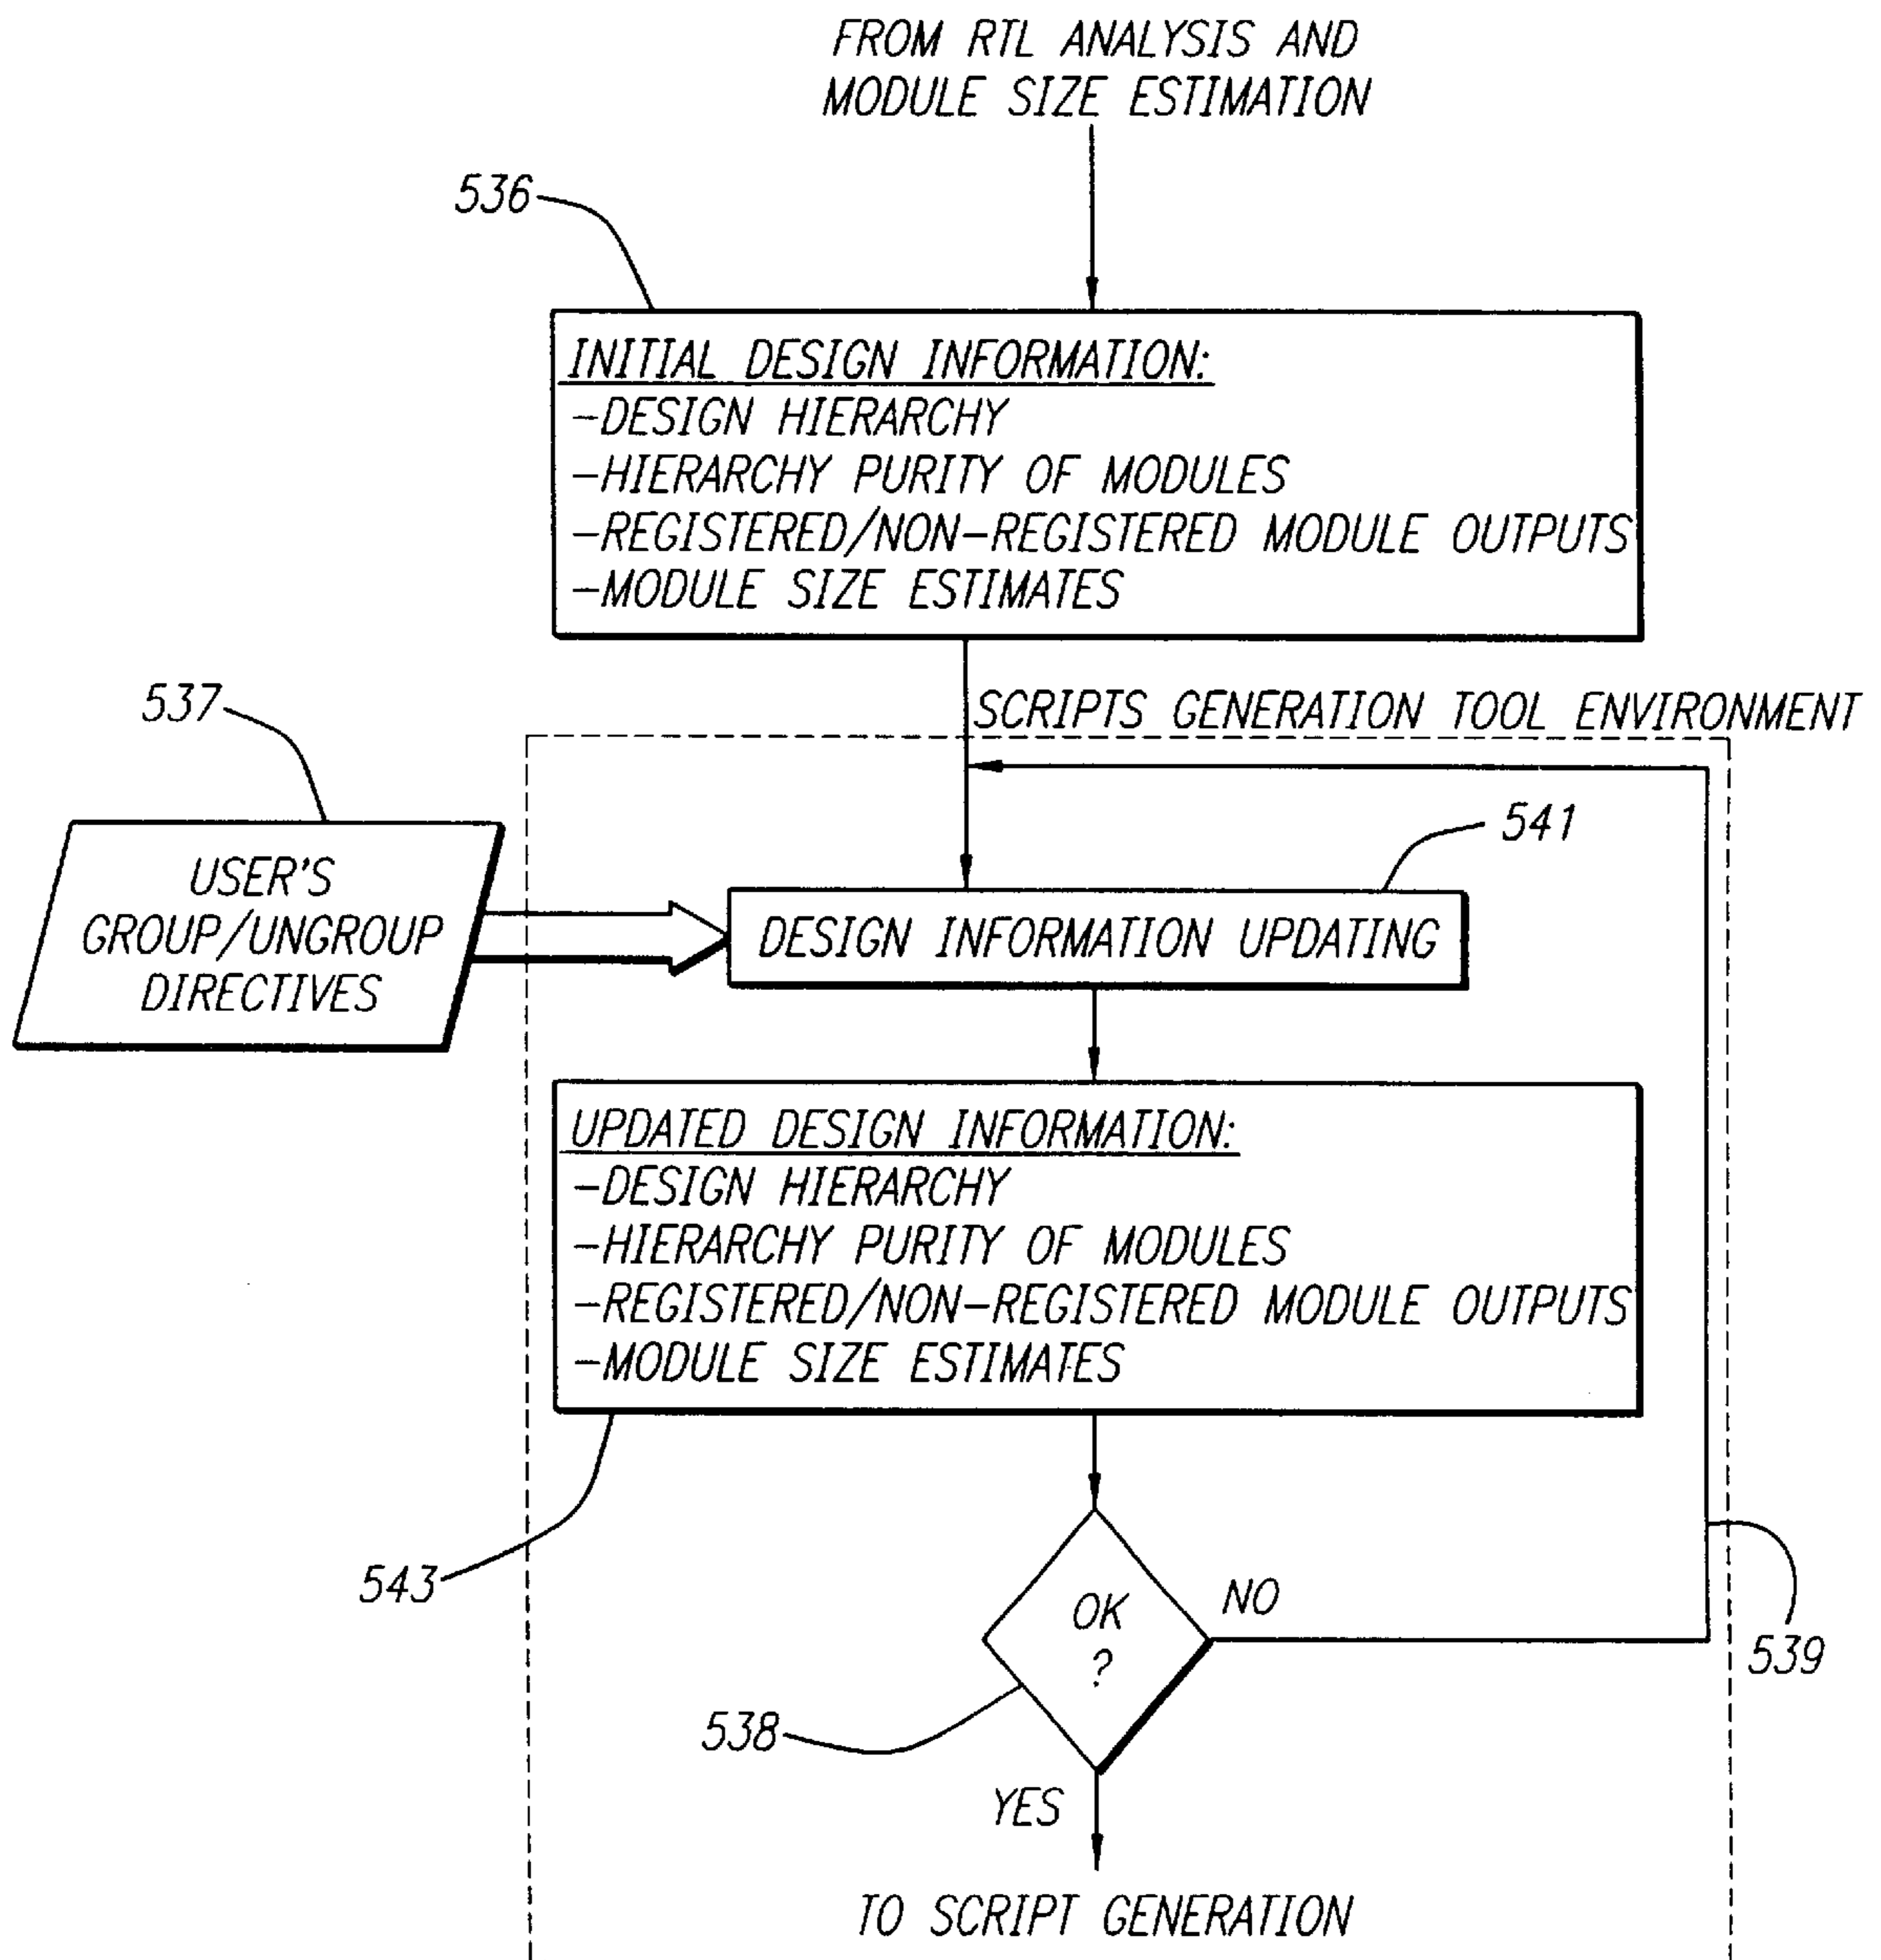 FROM RTL ANALYSIS AND
MODULE SIZE ESTIMATION
536
INITIAL DESIGN INFORMATION:
-DESIGN HIERARCHY
-HIERARCHY PURITY OF MODULES
-REGISTERED/NON-REGISTERED MODULE OUTPUTS
-MODULE SIZE ESTIMATES
537
SCRIPTS GENERATION TOOL ENVIRONMENT
541
USER'S
GROUP/UNGROUP
DIRECTIVES
DESIGN INFORMATION UPDATING
UPDATED DESIGN INFORMATION:
-DESIGN HIERARCHY
-HIERARCHY PURITY OF MODULES
-REGISTERED/NON-REGISTERED MODULE OUTPUTS
-MODULE SIZE ESTIMATES
543
OK
?
NO
539
538
YES
TO SCRIPT GENERATION